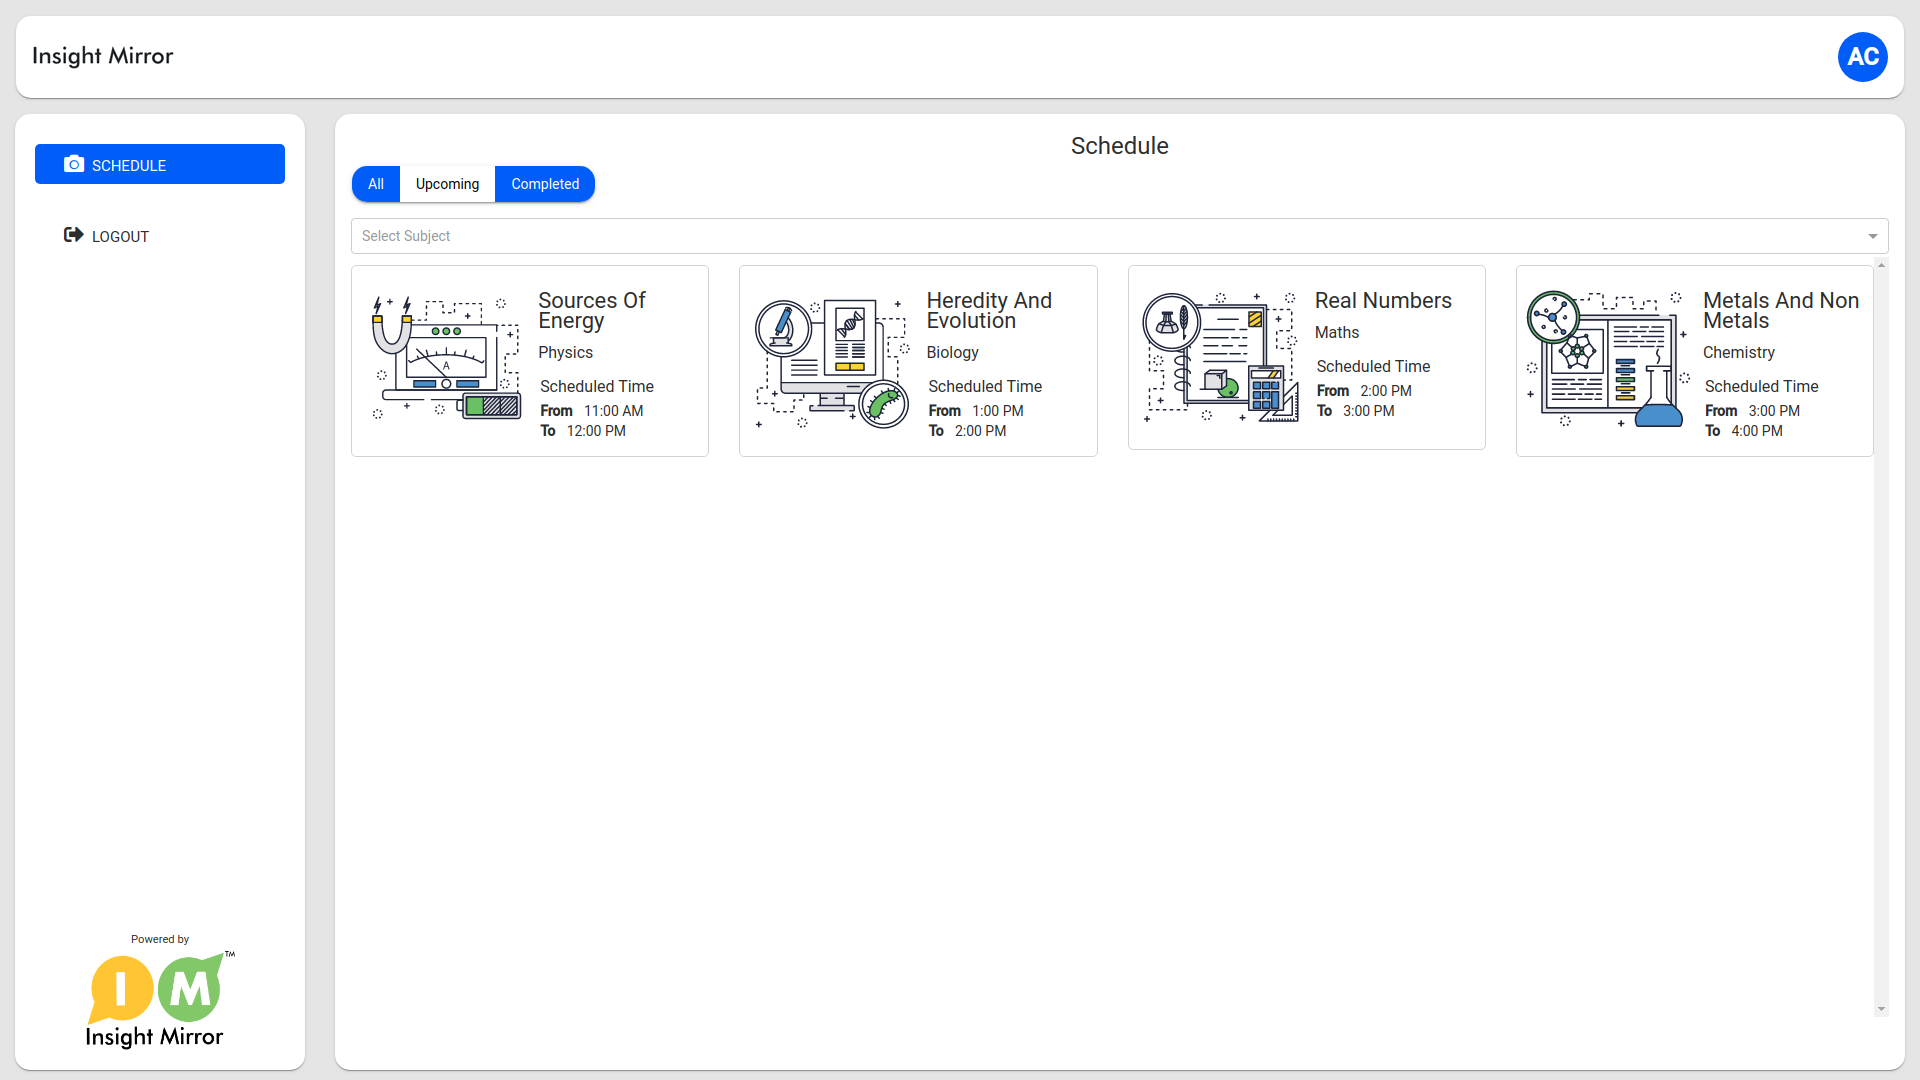 Insight Mirror
AC
SCHEDULE
LOGOUT
Schedule
All Upcoming Completed
Select Subject
Sources Of
Energy
Physics
Scheduled Time
From 11:00 AM
To 12:00 PM
Heredity And
Evolution
Biology
Scheduled Time
From 1:00 PM
To 2:00 PM
Real Numbers
Maths
Scheduled Time
From 2:00 PM
To 3:00 PM
Metals And Non
Metals
Chemistry
Scheduled Time
From 3:00 PM
To 4:00 PM
A
Powered by
IM™
Insight Mirror